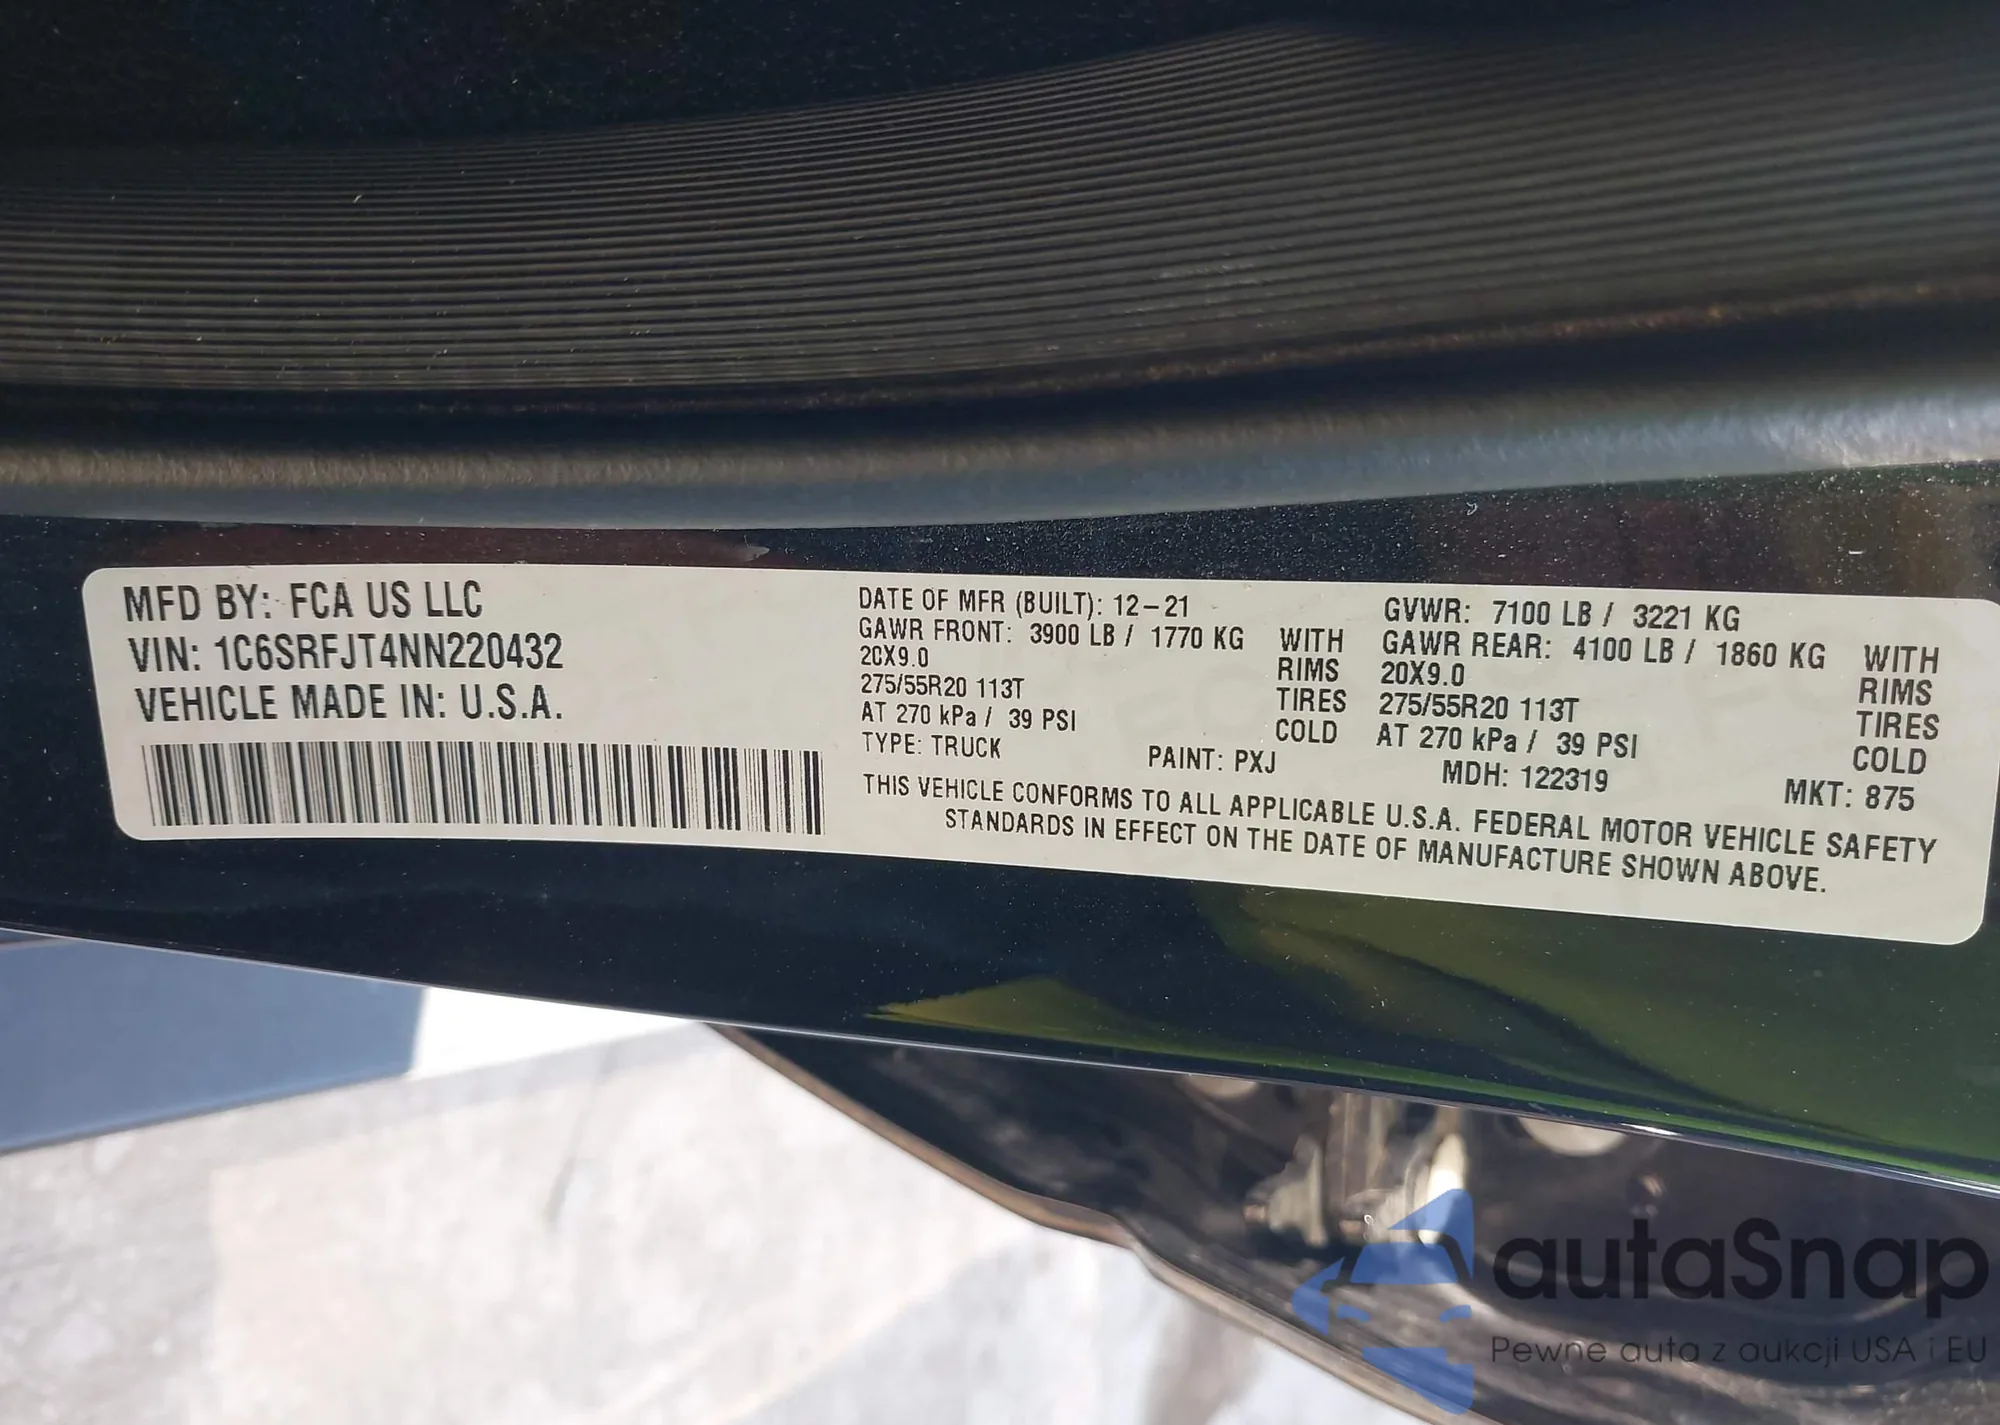 MFD BY: FCA US LLC
VIN: 1C6SRFJT4NN220432
VEHICLE MADE IN: U.S.A.
DATE OF MFR (BUILT): 12-21
GVWR: 7100 LB / 3221 KG
GAWR FRONT: 3900 LB / 1770 KG WITH
20X9.0 RIMS
275/55R20 113T TIRES
AT 270 kPa / 39 PSI COLD
GAWR REAR: 4100 LB / 1860 KG WITH
20X9.0 RIMS
275/55R20 113T TIRES
AT 270 kPa / 39 PSI COLD
TYPE: TRUCK PAINT: PXJ MDH: 122319 MKT: 875
THIS VEHICLE CONFORMS TO ALL APPLICABLE U.S.A. FEDERAL MOTOR VEHICLE SAFETY
STANDARDS IN EFFECT ON THE DATE OF MANUFACTURE SHOWN ABOVE.
autaSnap
Pewne auta z aukcji USA i EU